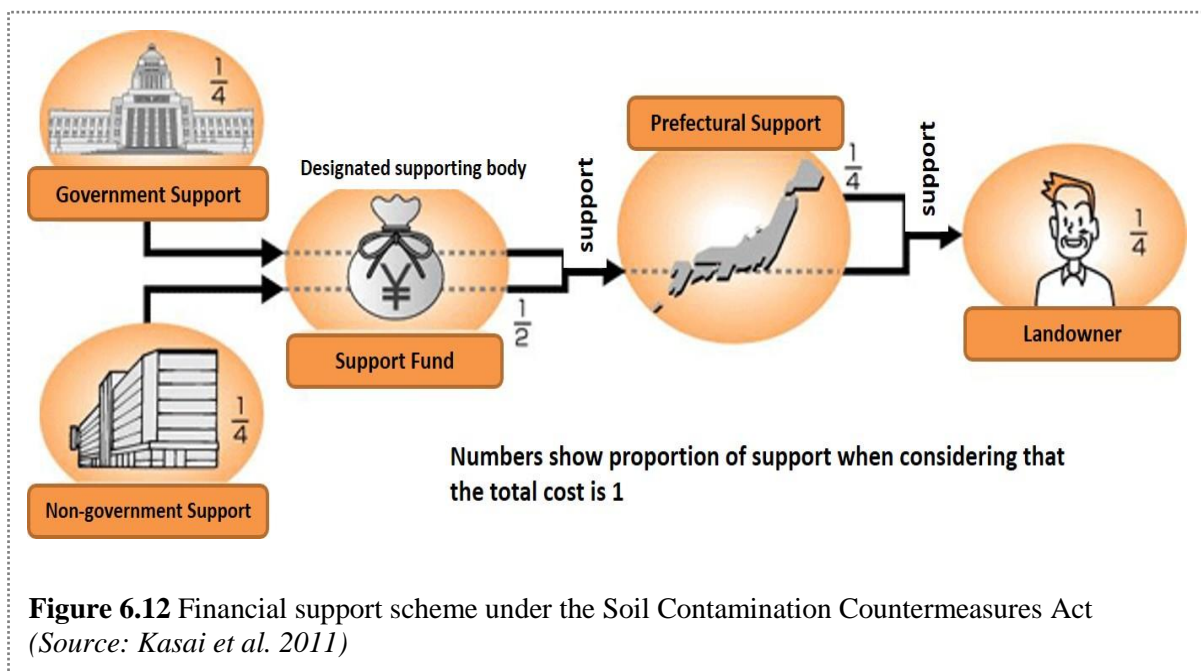 1/4
Government Support
Designated supporting body
¥
1/2
Support Fund
1/4
Non-government Support
support
Prefectural Support
1/4
support
1/4
Landowner
Numbers show proportion of support when considering that
the total cost is 1
Figure 6.12 Financial support scheme under the Soil Contamination Countermeasures Act
(Source: Kasai et al. 2011)